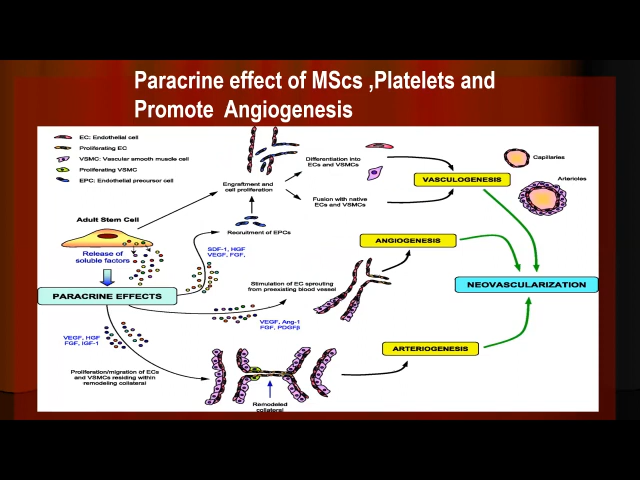 Paracrine effect of MScs ,Platelets and
Promote Angiogenesis
EC: Endothelial cell
Proliferating EC
VSMC: Vascular smooth muscle cell
Proliferating VSMC
EPC: Endothelial precursor cell
Engraftment and
cell proliferation
Differentiation into
ECs and VSMCs
Fusion with native
ECs and VSMCs
VASCULOGENESIS
Capillaries
Arterioles
Adult Stem Cell
Release of
soluble factors
Recruitment of EPCs
SDF-1, HGF
VEGF, FGF,
ANGIOGENESIS
PARACRINE EFFECTS
Stimulation of EC sprouting
from preexisting blood vessel
NEOVASCULARIZATION
VEGF, Ang-1
FGF, PDGFβ
VEGF, HGF
FGF, IGF-1
ARTERIOGENESIS
Proliferation/migration of ECs
and VSMCs residing within
remodeling collateral
Remodeled
collateral